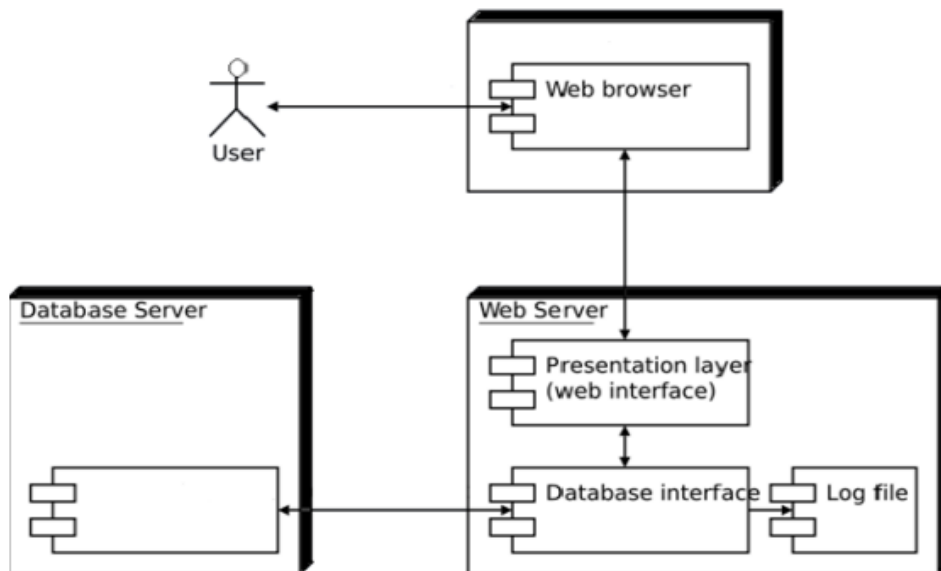 Web browser
User
Database Server
Web Server
Presentation layer
(web interface)
Database interface
Log file